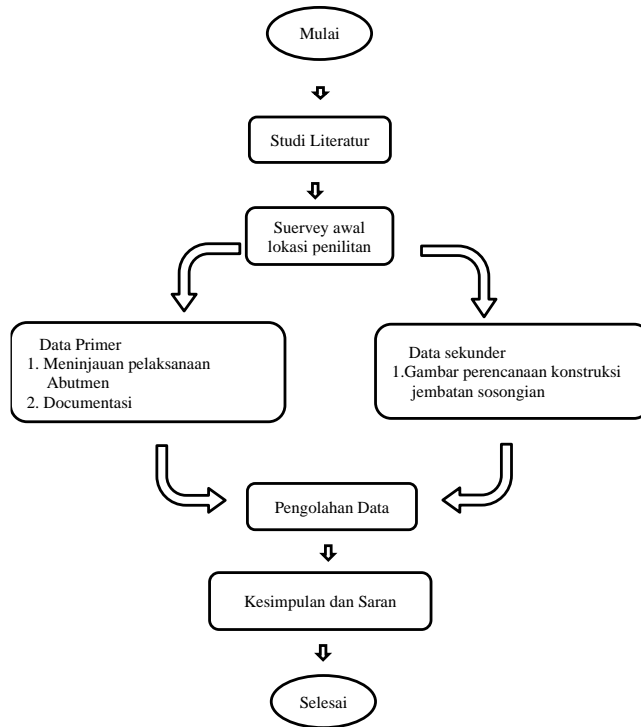 Mulai
Studi Literatur
Suervey awal
lokasi penilitan
Data Primer
1. Meninjauan pelaksanaan
Abutmen
2. Documentasi
Data sekunder
1.Gambar perencanaan konstruksi
jembatan sosongian
Pengolahan Data
Kesimpulan dan Saran
Selesai